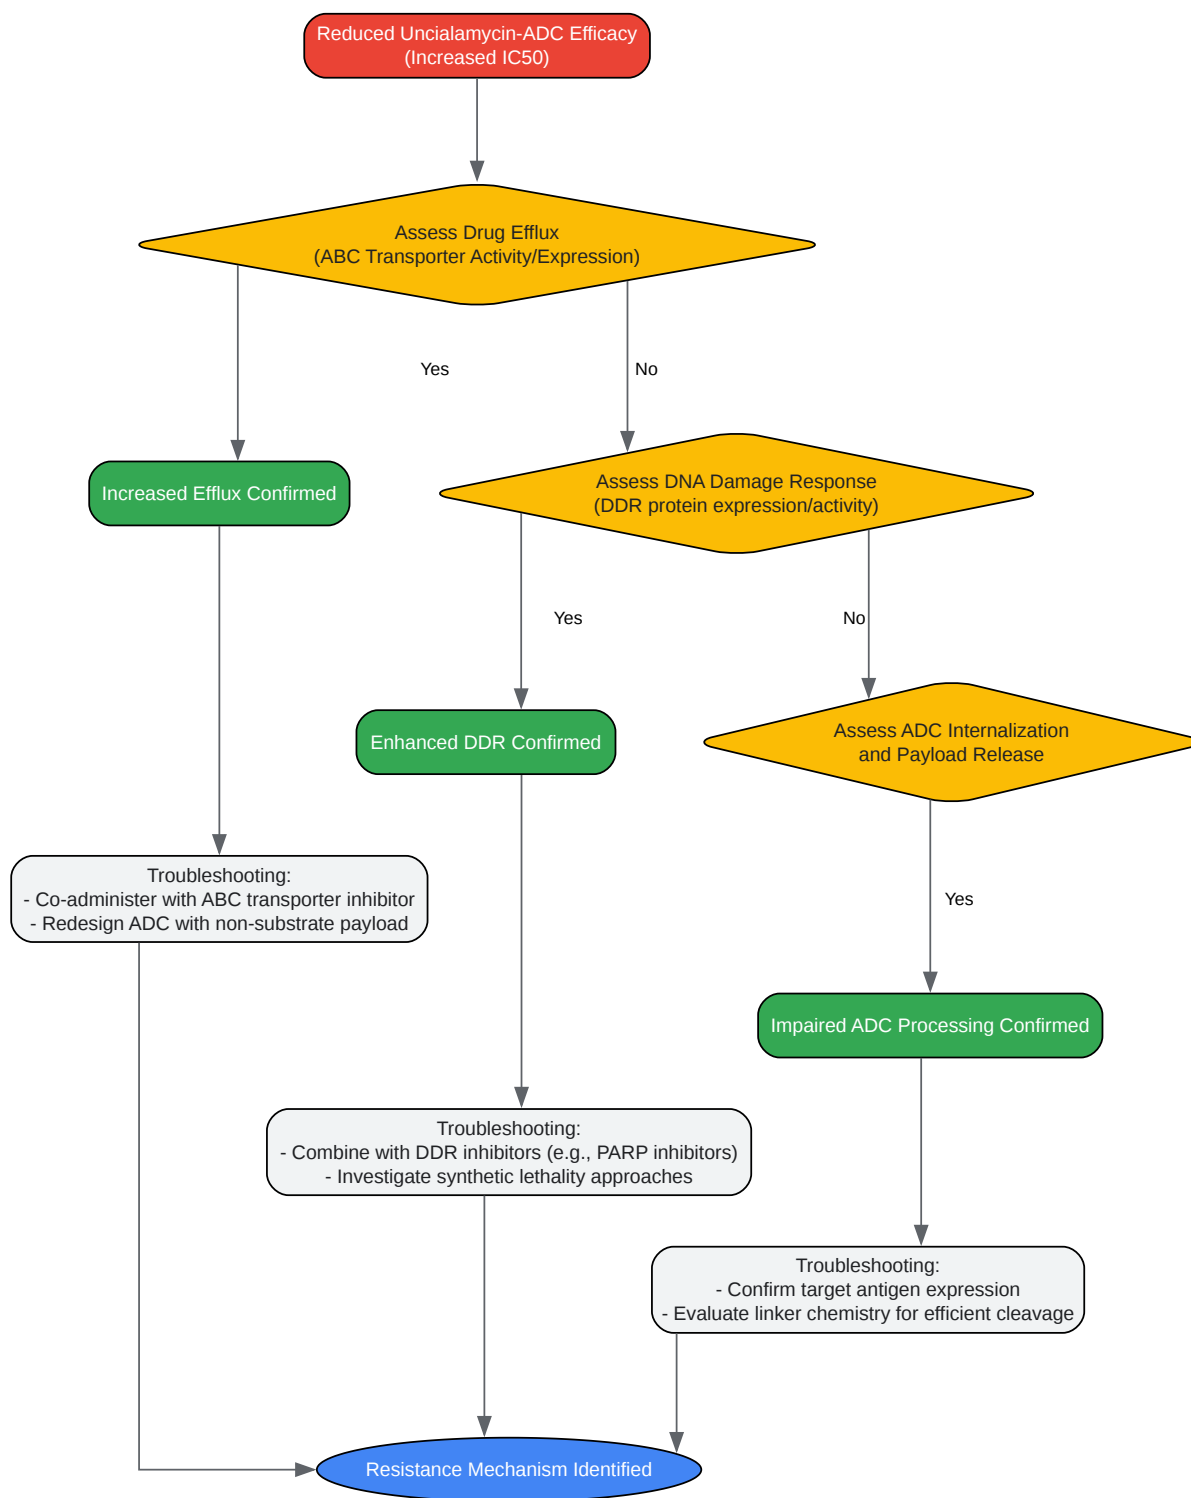 Reduced Uncialamycin-ADC Efficacy
(Increased IC50)
Assess Drug Efflux
(ABC Transporter Activity/Expression)
Yes
No
Increased Efflux Confirmed
Assess DNA Damage Response
(DDR protein expression/activity)
Yes
No
Enhanced DDR Confirmed
Assess ADC Internalization
and Payload Release
Troubleshooting:
- Co-administer with ABC transporter inhibitor
- Redesign ADC with non-substrate payload
Yes
Impaired ADC Processing Confirmed
Troubleshooting:
- Combine with DDR inhibitors (e.g., PARP inhibitors)
- Investigate synthetic lethality approaches
Troubleshooting:
- Confirm target antigen expression
- Evaluate linker chemistry for efficient cleavage
Resistance Mechanism Identified